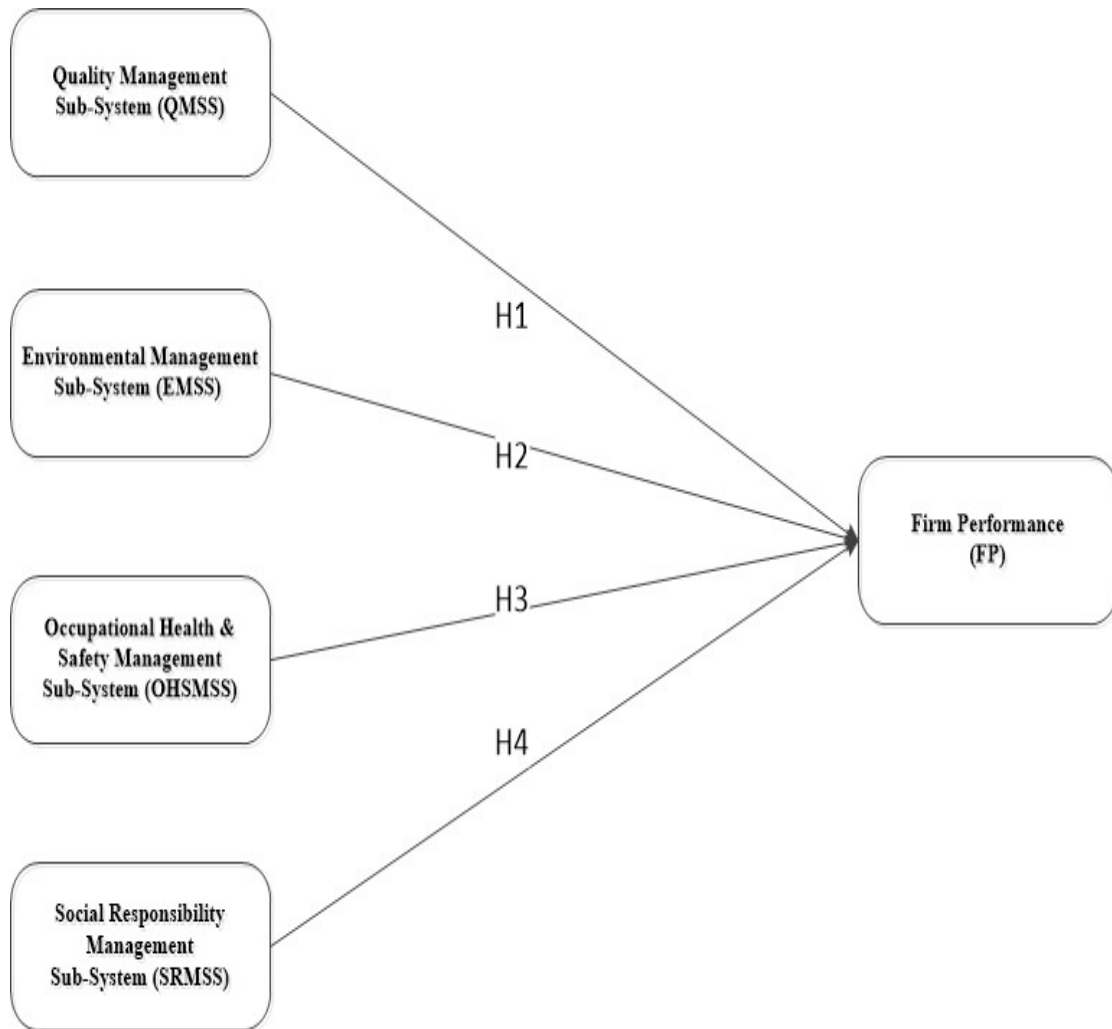 Quality Management
Sub-System (QMSS)
H1
Environmental Management
Sub-System (EMSS)
H2
Firm Performance
(FP)
Occupational Health &
Safety Management
Sub-System (OHSMSS)
H3
H4
Social Responsibility
Management
Sub-System (SRMSS)